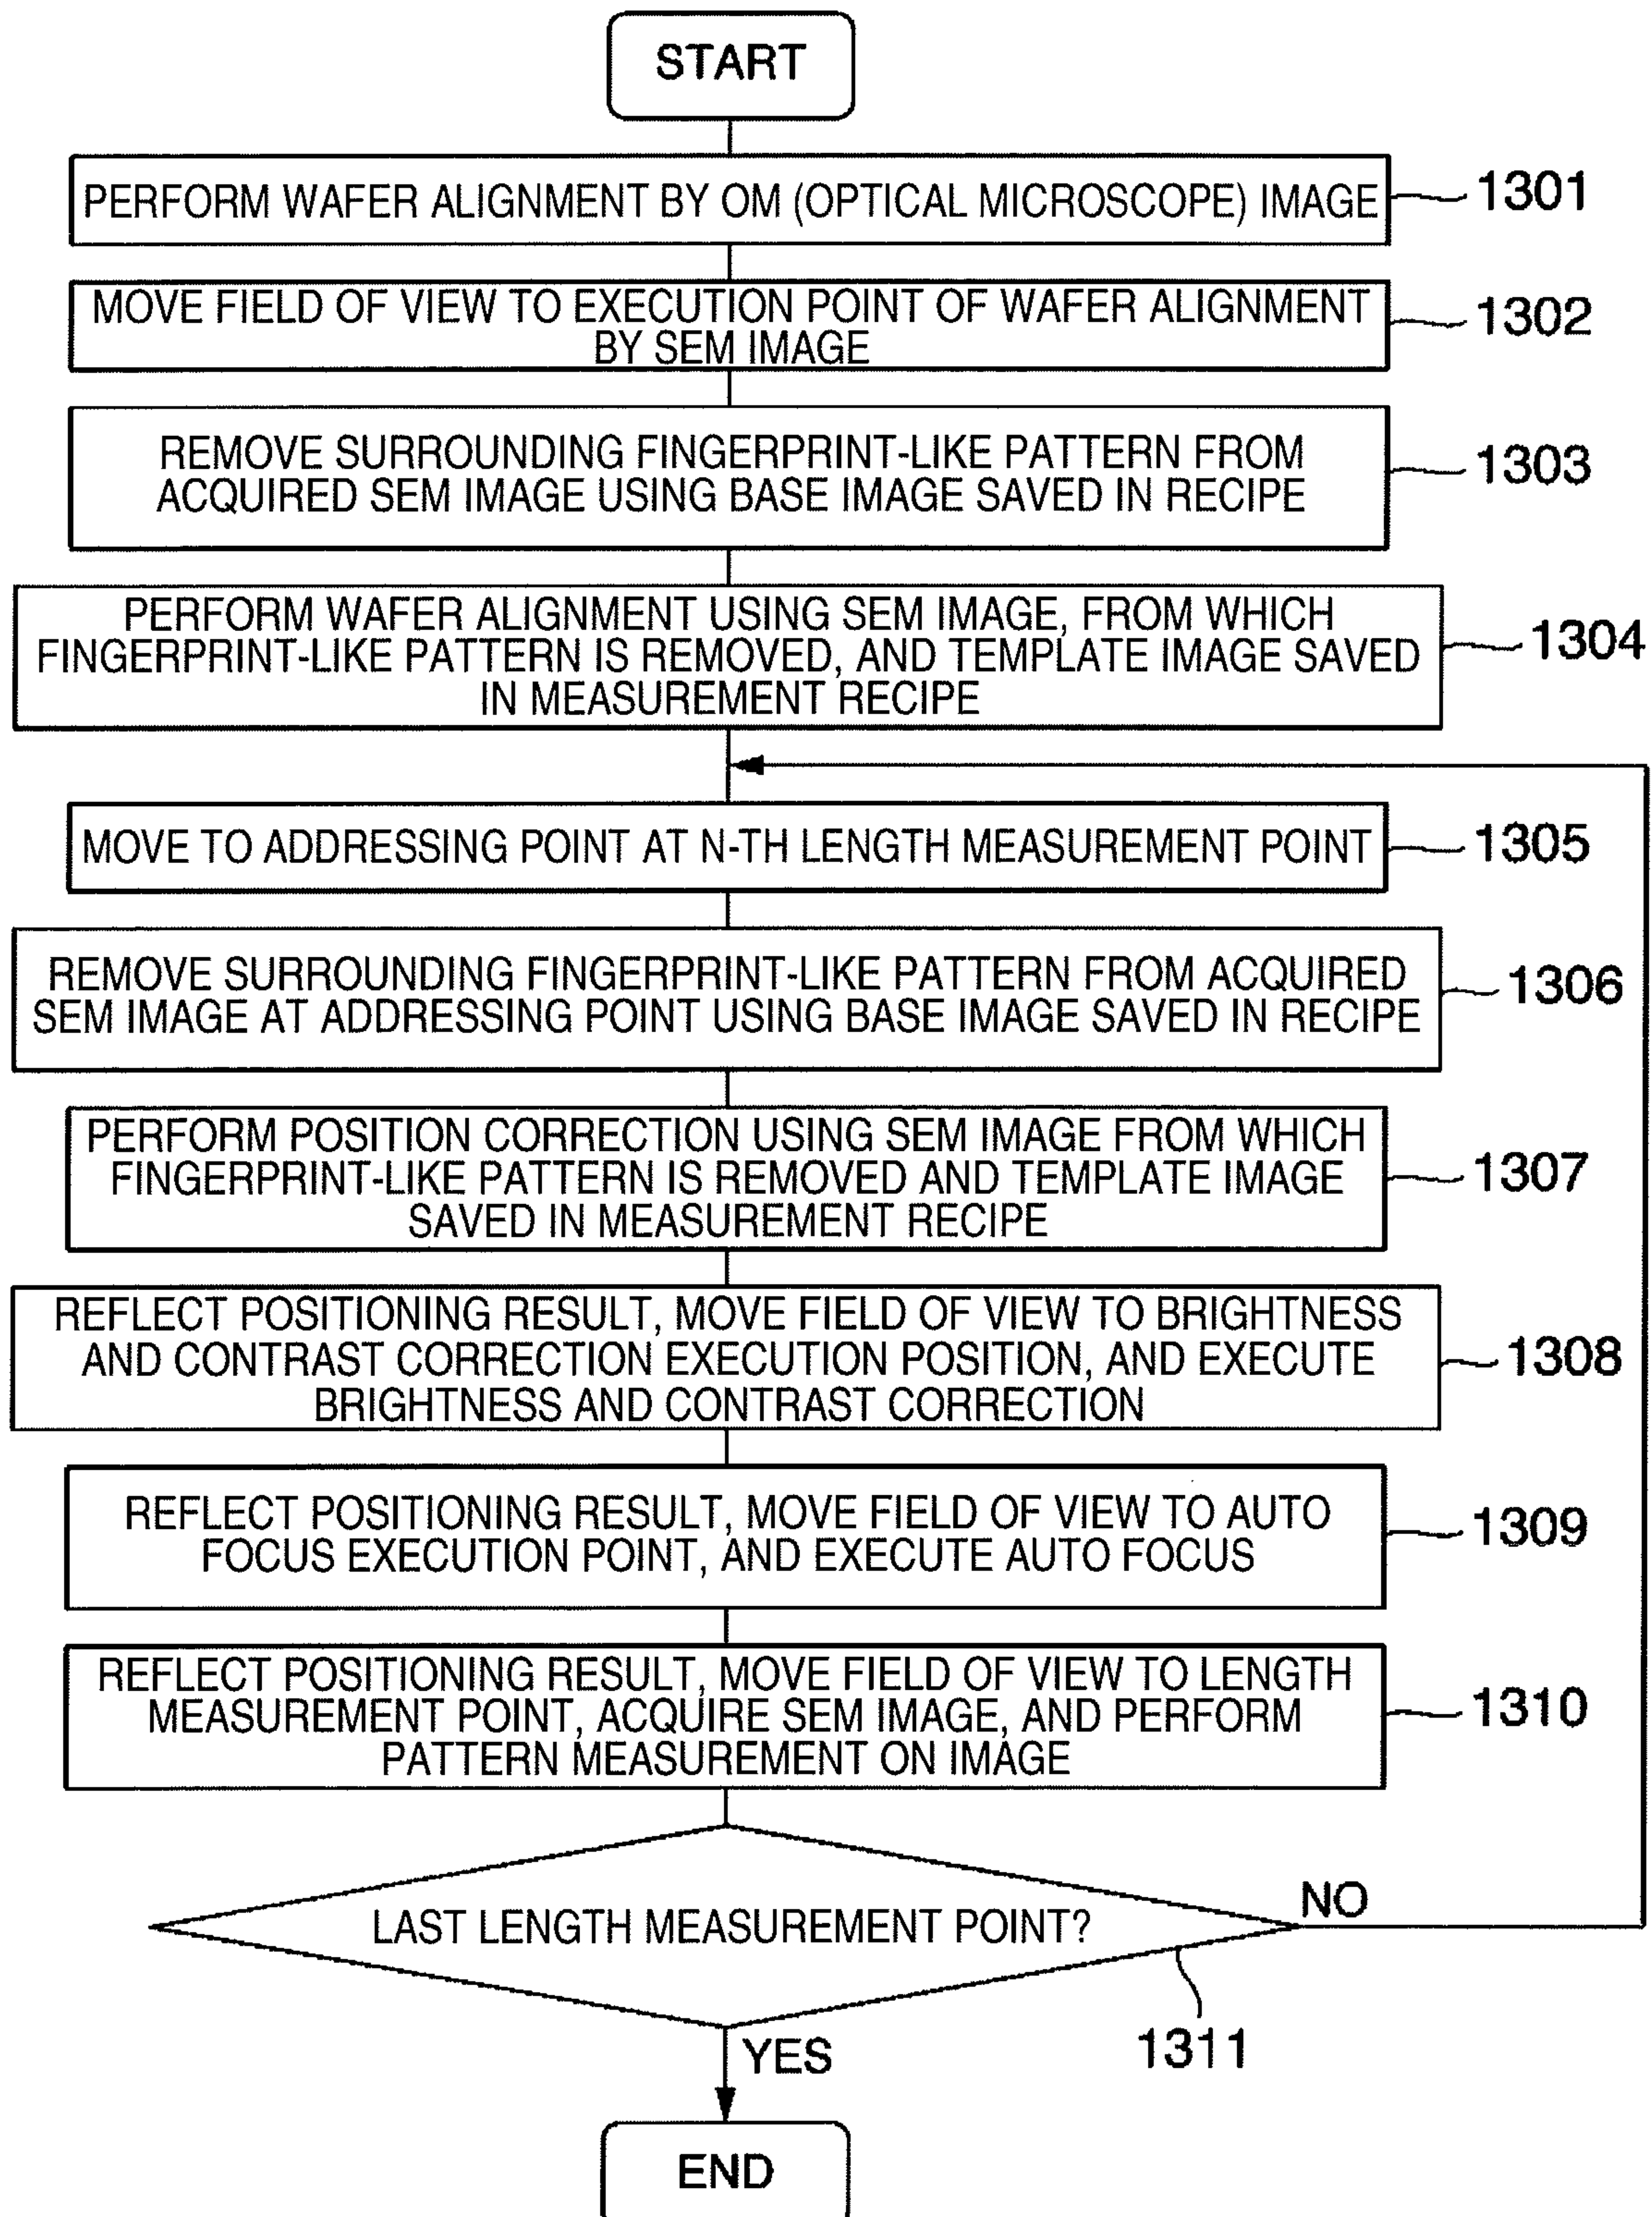 START
PERFORM WAFER ALIGNMENT BY OM (OPTICAL MICROSCOPE) IMAGE
1301
MOVE FIELD OF VIEW TO EXECUTION POINT OF WAFER ALIGNMENT
BY SEM IMAGE
1302
REMOVE SURROUNDING FINGERPRINT-LIKE PATTERN FROM
ACQUIRED SEM IMAGE USING BASE IMAGE SAVED IN RECIPE
1303
PERFORM WAFER ALIGNMENT USING SEM IMAGE, FROM WHICH
FINGERPRINT-LIKE PATTERN IS REMOVED, AND TEMPLATE IMAGE SAVED
IN MEASUREMENT RECIPE
1304
MOVE TO ADDRESSING POINT AT N-TH LENGTH MEASUREMENT POINT
1305
REMOVE SURROUNDING FINGERPRINT-LIKE PATTERN FROM ACQUIRED
SEM IMAGE AT ADDRESSING POINT USING BASE IMAGE SAVED IN RECIPE
1306
PERFORM POSITION CORRECTION USING SEM IMAGE FROM WHICH
FINGERPRINT-LIKE PATTERN IS REMOVED AND TEMPLATE IMAGE
SAVED IN MEASUREMENT RECIPE
1307
REFLECT POSITIONING RESULT, MOVE FIELD OF VIEW TO BRIGHTNESS
AND CONTRAST CORRECTION EXECUTION POSITION, AND EXECUTE
BRIGHTNESS AND CONTRAST CORRECTION
1308
REFLECT POSITIONING RESULT, MOVE FIELD OF VIEW TO AUTO
FOCUS EXECUTION POINT, AND EXECUTE AUTO FOCUS
1309
REFLECT POSITIONING RESULT, MOVE FIELD OF VIEW TO LENGTH
MEASUREMENT POINT, ACQUIRE SEM IMAGE, AND PERFORM
PATTERN MEASUREMENT ON IMAGE
1310
LAST LENGTH MEASUREMENT POINT?
NO
1311
YES
END